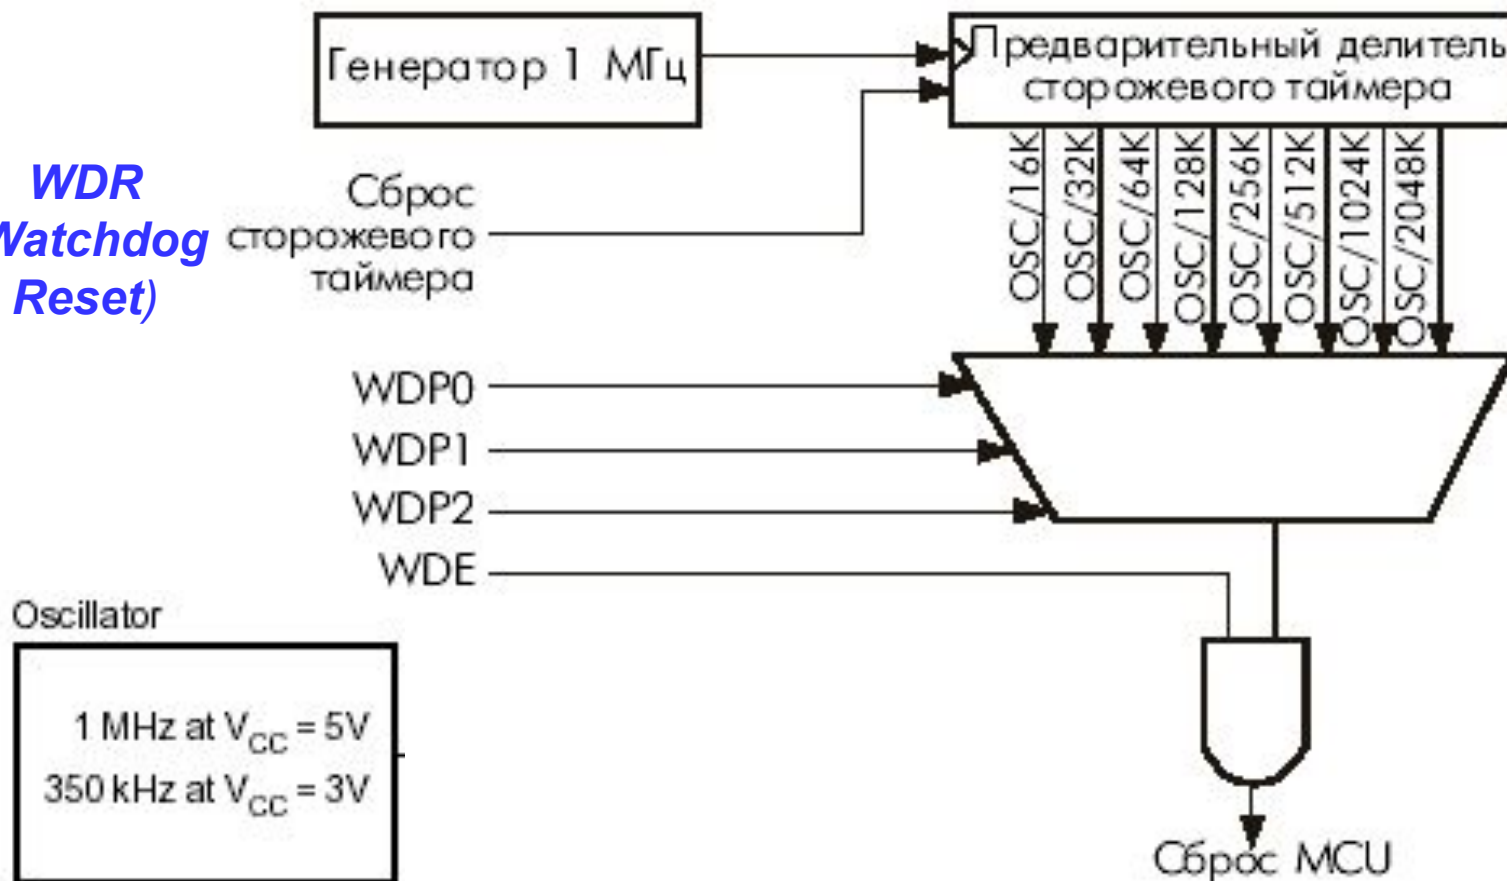 Генератор 1 МГц
Предварительный делитель
сторожевого таймера
WDR
Watchdog
Reset)
Сброс
сторожевого
таймера
OSC/16K
OSC/32K
OSC/64K
OSC/128K
OSC/256K
OSC/512K
OSC/1024K
OSC/2048K
WDP0
WDP1
WDP2
WDE
Oscillator
1 MHz at VCC = 5V
350 kHz at VCC = 3V
Сброс MCU